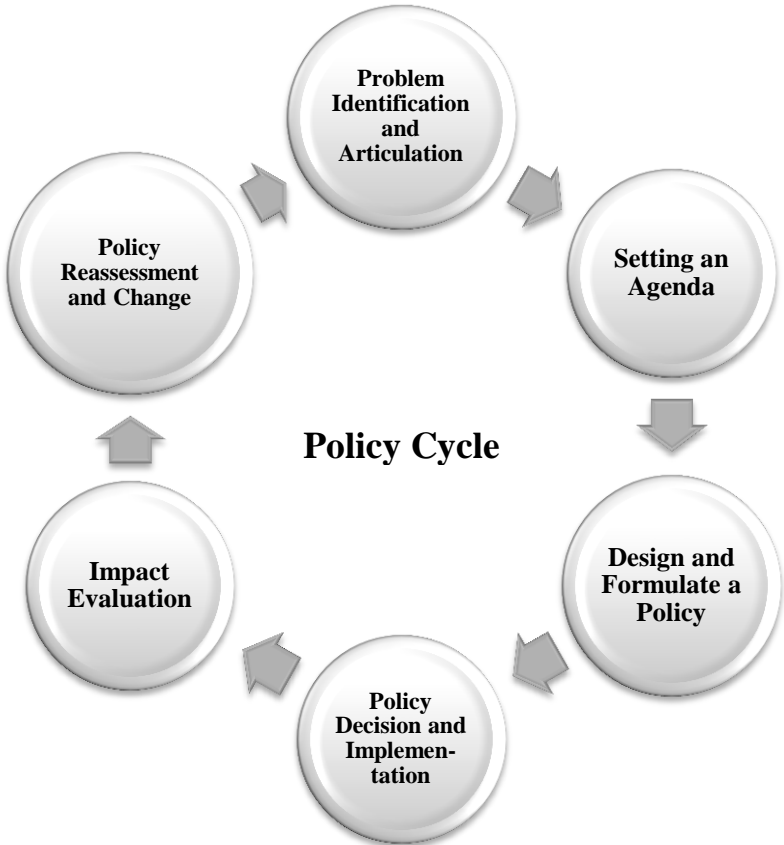 Problem
Identification
and
Articulation
Setting an
Agenda
Design and
Formulate a
Policy
Policy
Decision and
Implemen-
tation
Impact
Evaluation
Policy
Reassessment
and Change
Policy Cycle